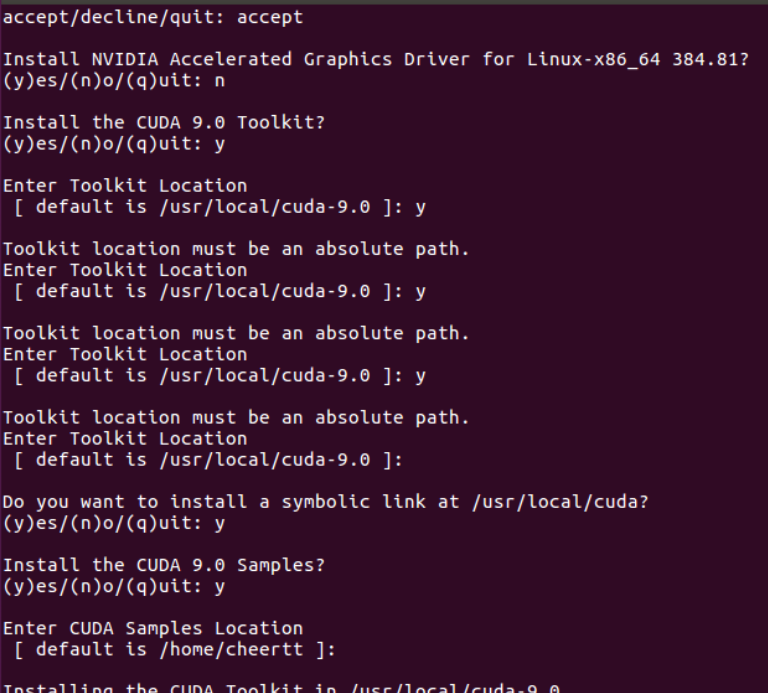 accept/decline/quit: accept
Install NVIDIA Accelerated Graphics Driver for Linux-x86_64 384.81?
(y)es/(n)o/(q)uit: n
Install the CUDA 9.0 Toolkit?
(y)es/(n)o/(q)uit: y
Enter Toolkit Location
[ default is /usr/local/cuda-9.0 ]: y
Toolkit location must be an absolute path.
Enter Toolkit Location
[ default is /usr/local/cuda-9.0 ]: y
Toolkit location must be an absolute path.
Enter Toolkit Location
[ default is /usr/local/cuda-9.0 ]: y
Toolkit location must be an absolute path.
Enter Toolkit Location
[ default is /usr/local/cuda-9.0 ]:
Do you want to install a symbolic link at /usr/local/cuda?
(y)es/(n)o/(q)uit: y
Install the CUDA 9.0 Samples?
(y)es/(n)o/(q)uit: y
Enter CUDA Samples Location
[ default is /home/cheertt ]:
Installing the CUDA Toolkit in /usr/local/cuda-9.0